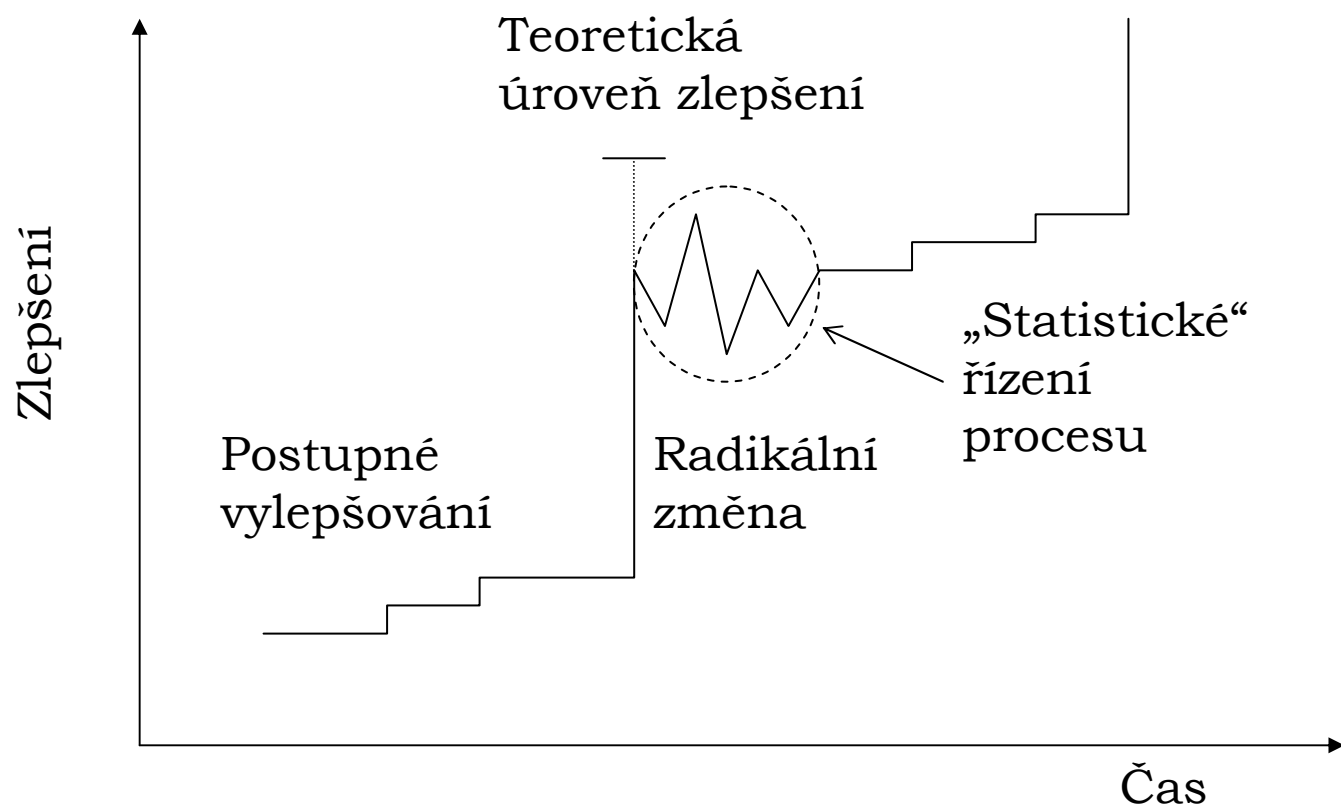 Teoretická
úroveň zlepšení
Zlepšení
„Statistické“
řízení
procesu
Postupné
vylepšování
Radikální
změna
Čas